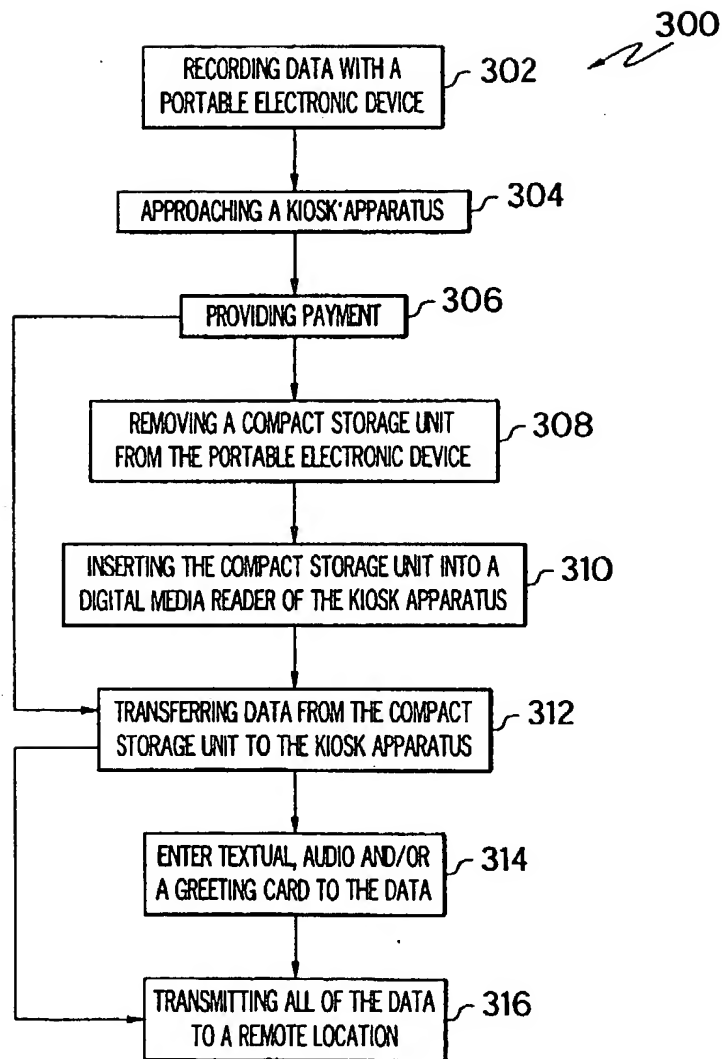 300
RECORDING DATA WITH A
PORTABLE ELECTRONIC DEVICE
302
APPROACHING A KIOSK APPARATUS
304
PROVIDING PAYMENT
306
REMOVING A COMPACT STORAGE UNIT
FROM THE PORTABLE ELECTRONIC DEVICE
308
INSERTING THE COMPACT STORAGE UNIT INTO A
DIGITAL MEDIA READER OF THE KIOSK APPARATUS
310
TRANSFERRING DATA FROM THE COMPACT
STORAGE UNIT TO THE KIOSK APPARATUS
312
ENTER TEXTUAL, AUDIO AND/OR
A GREETING CARD TO THE DATA
314
TRANSMITTING ALL OF THE DATA
TO A REMOTE LOCATION
316